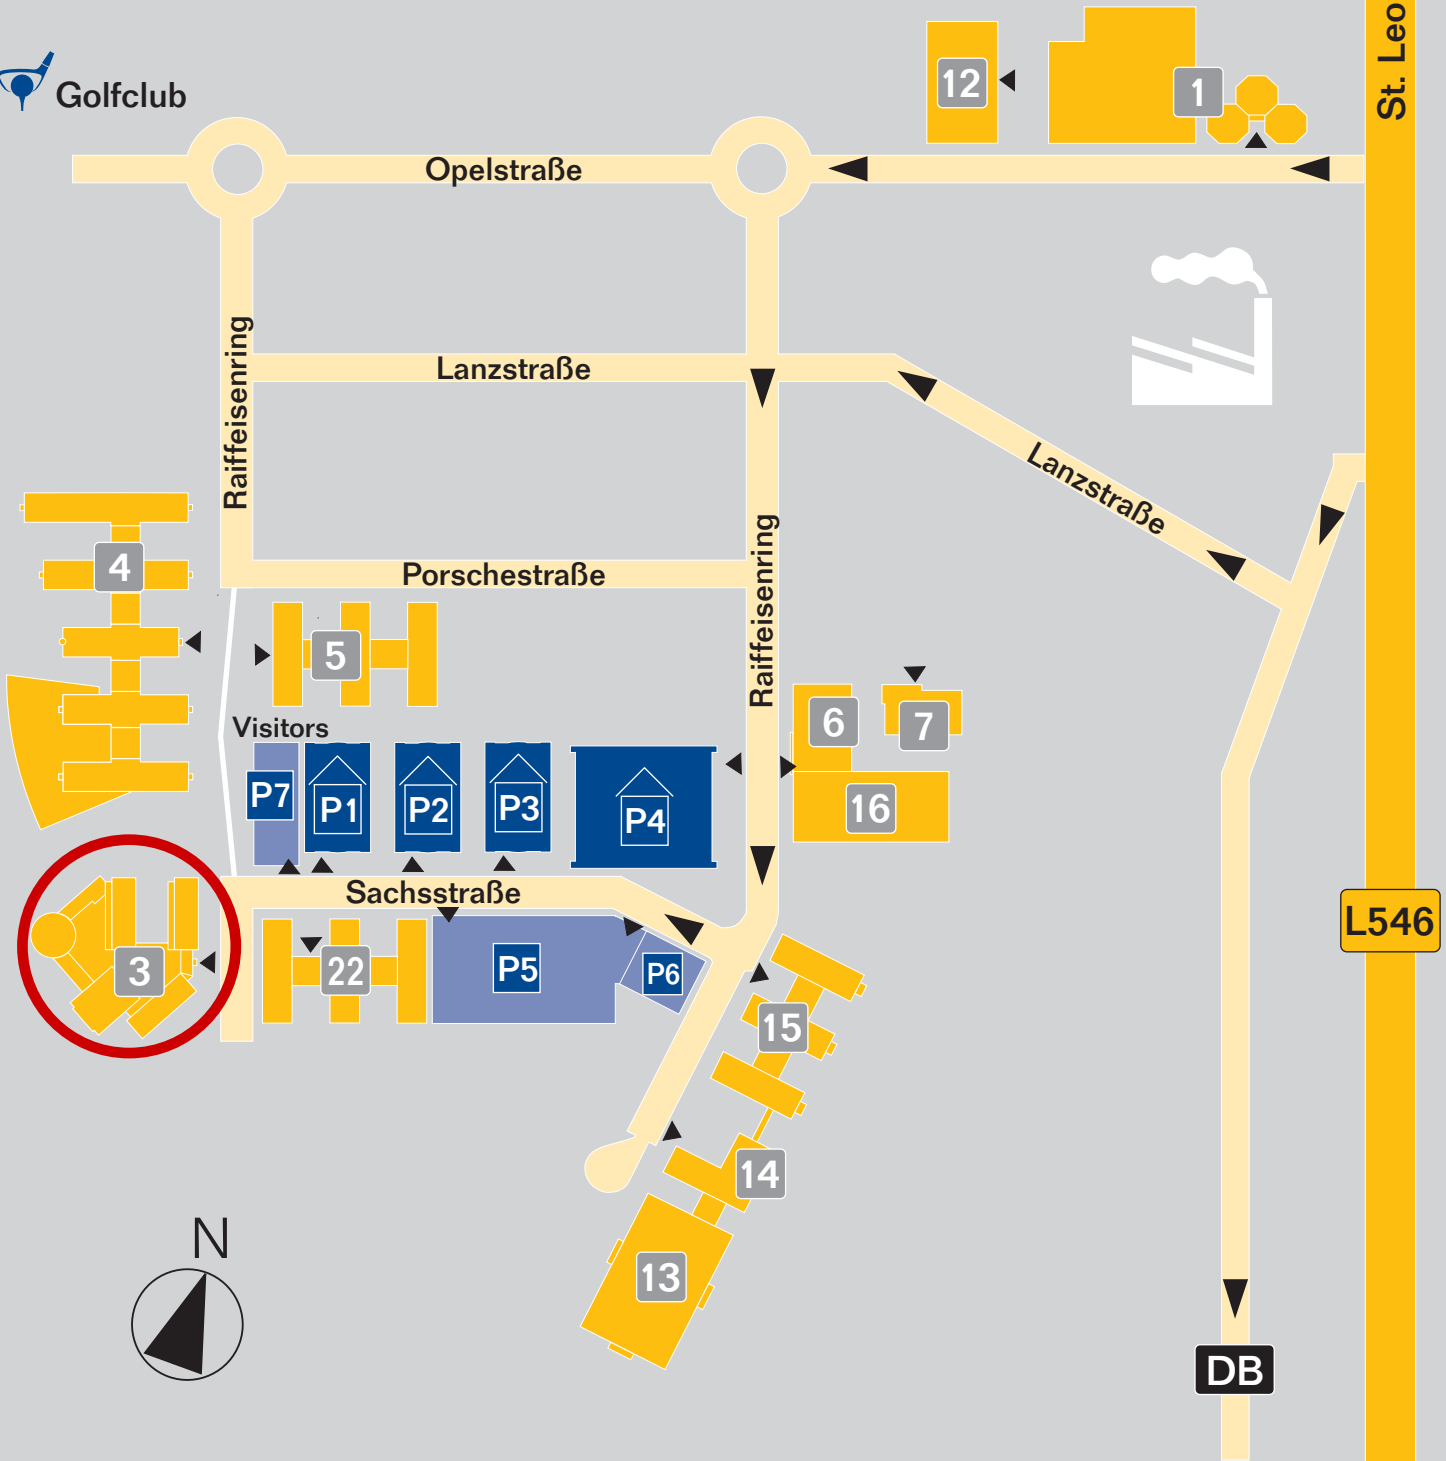 St. Leo
Golfclub
12
1
Opelstraße
Raiffeisenring
Lanzstraße
Lanzstraße
4
Porschestraße
Raiffeisenring
5
Visitors
6
7
P7
P1
P2
P3
P4
16
Sachsstraße
L546
3
22
P5
P6
15
14
N
13
DB